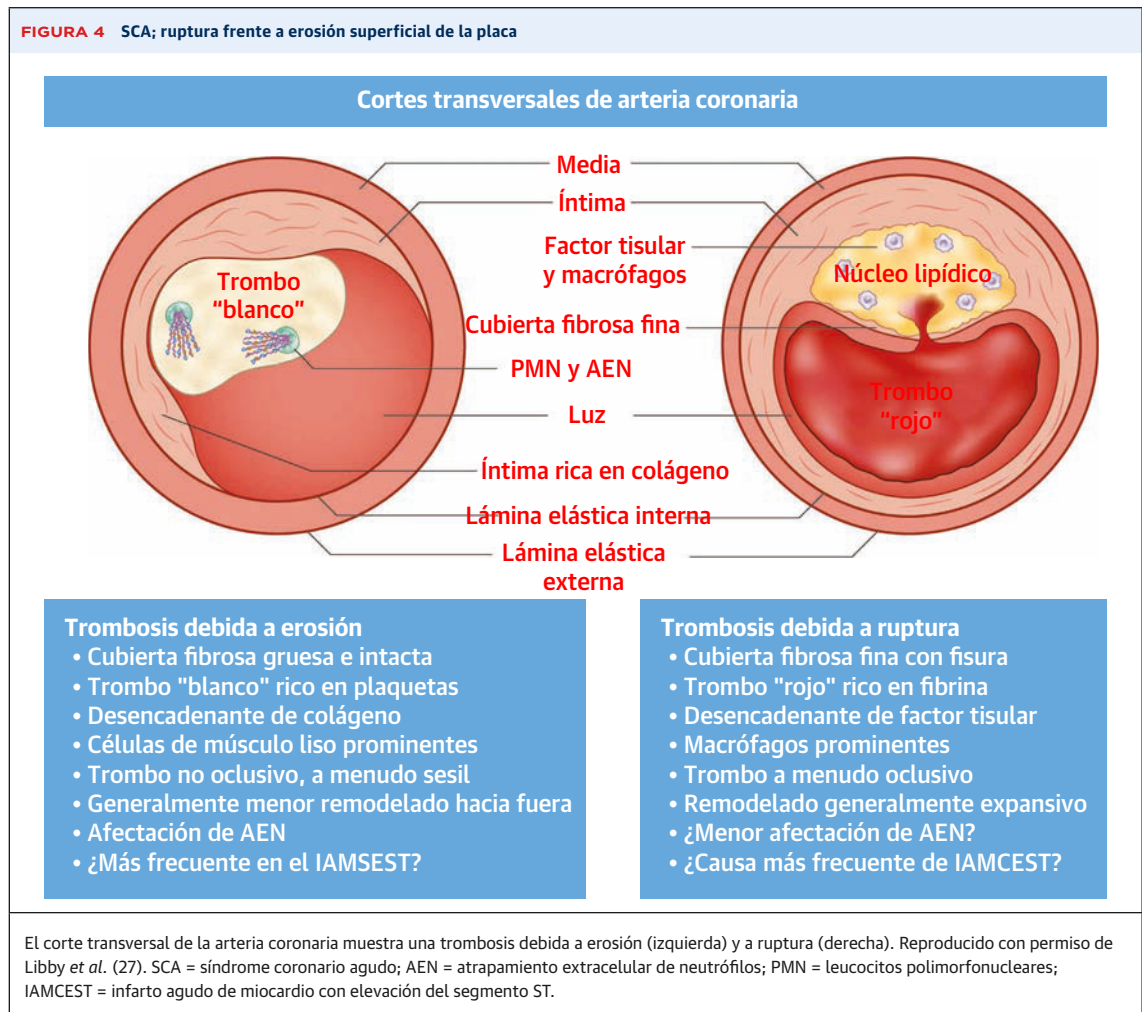 FIGURA 4 SCA; ruptura frente a erosión superficial de la placa
Cortes transversales de arteria coronaria
Media
Íntima
Factor tisular
y macrófagos
Núcleo lipídico
Trombo
“blanco”
Cubierta fibrosa fina
PMN y AEN
Trombo
“rojo”
Luz
Íntima rica en colágeno
Lámina elástica interna
Lámina elástica
externa
Trombosis debida a erosión
• Cubierta fibrosa gruesa e intacta
• Trombo "blanco" rico en plaquetas
• Desencadenante de colágeno
• Células de músculo liso prominentes
• Trombo no oclusivo, a menudo sesil
• Generalmente menor remodelado hacia fuera
• Afectación de AEN
• ¿Más frecuente en el IAMSEST?
Trombosis debida a ruptura
• Cubierta fibrosa fina con fisura
• Trombo "rojo" rico en fibrina
• Desencadenante de factor tisular
• Macrófagos prominentes
• Trombo a menudo oclusivo
• Remodelado generalmente expansivo
• ¿Menor afectación de AEN?
• ¿Causa más frecuente de IAMCEST?
El corte transversal de la arteria coronaria muestra una trombosis debida a erosión (izquierda) y a ruptura (derecha). Reproducido con permiso de
Libby et al. (27). SCA = síndrome coronario agudo; AEN = atrapamiento extracelular de neutrófilos; PMN = leucocitos polimorfonucleares;
IAMCEST = infarto agudo de miocardio con elevación del segmento ST.